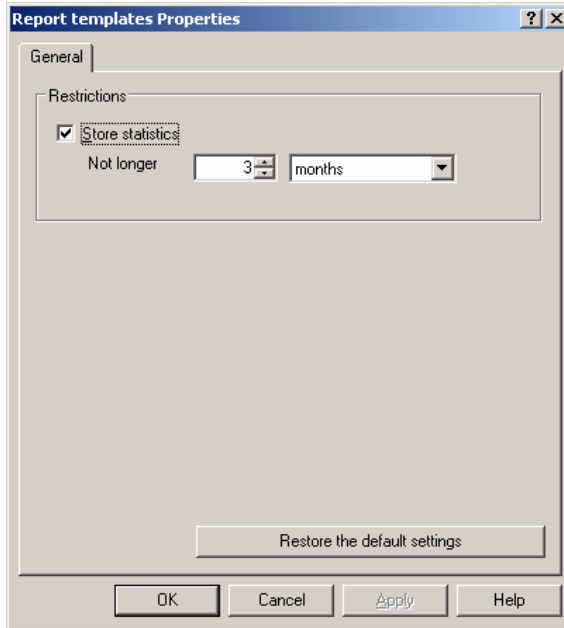 Report templates Properties
General
Restrictions
Store statistics
Not longer 3 months
Restore the default settings
OK Cancel Apply Help